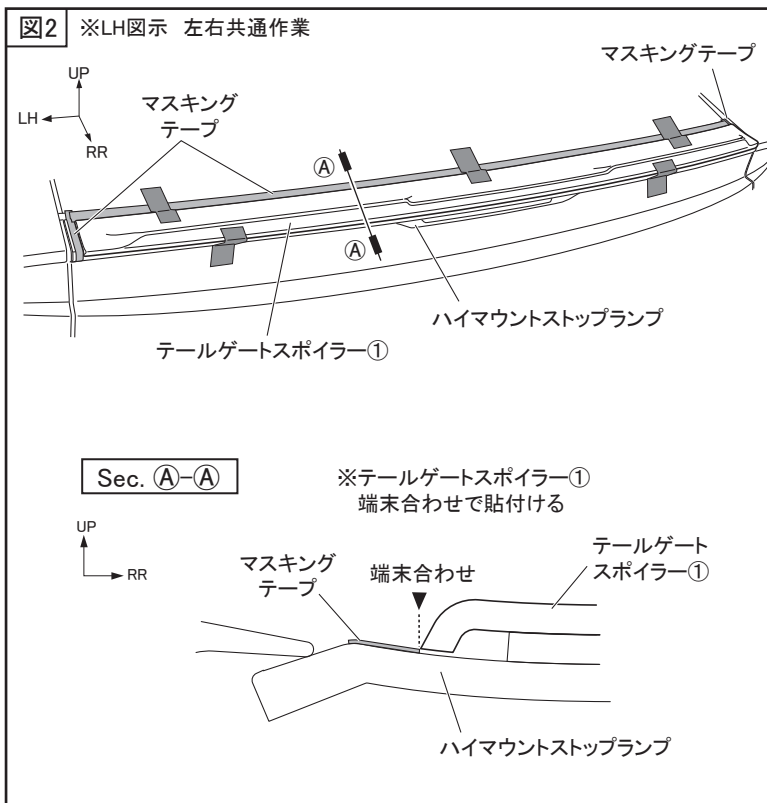 図2 ※LH図示 左右共通作業
マスキングテープ
UP
LH
RR
マスキング
テープ
Ⓐ
Ⓐ
ハイマウントストップランプ
テールゲートスポイラー①
Sec. Ⓐ-Ⓐ
※テールゲートスポイラー①
端末合わせで貼付ける
UP
RR
マスキング
テープ
端末合わせ
テールゲート
スポイラー①
ハイマウントストップランプ